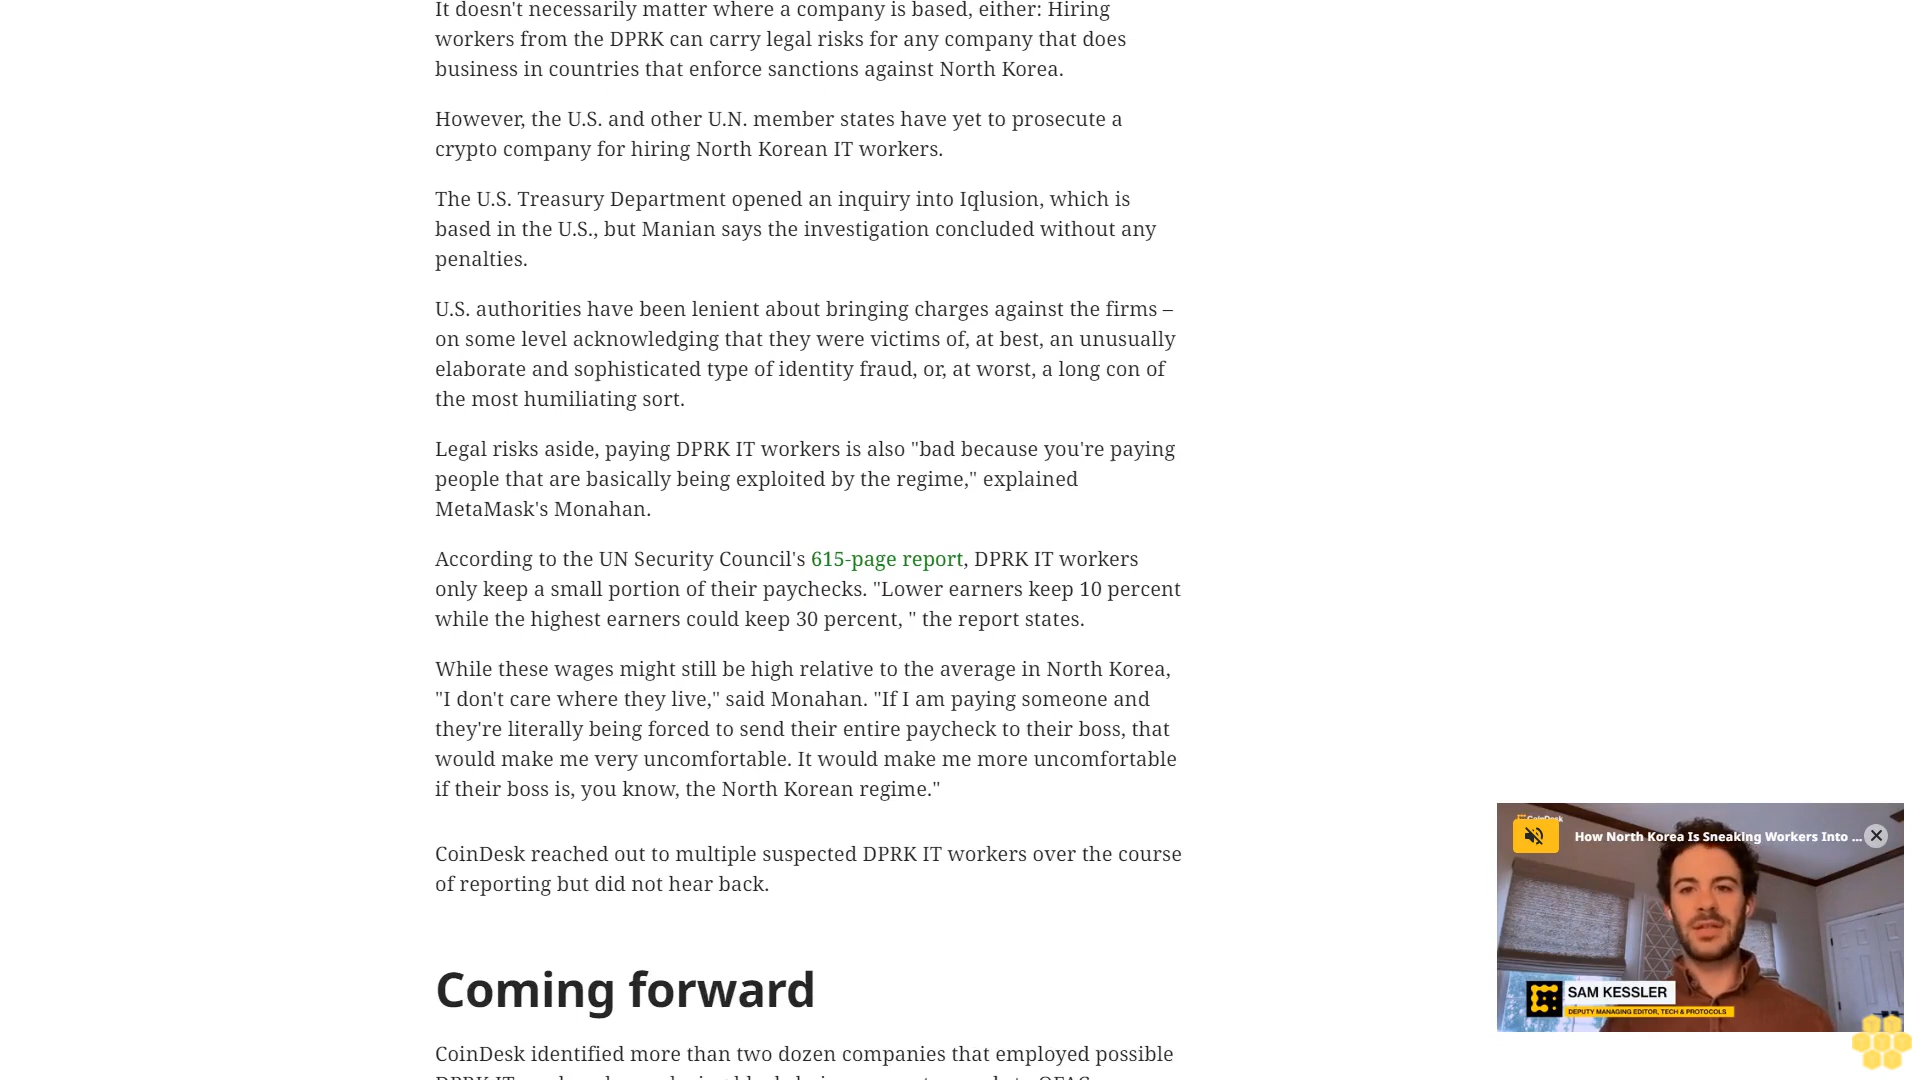 It doesn't necessarily matter where a company is based, either: Hiring
workers from the DPRK can carry legal risks for any company that does
business in countries that enforce sanctions against North Korea.
However, the U.S. and other U.N. member states have yet to prosecute a
crypto company for hiring North Korean IT workers.
The U.S. Treasury Department opened an inquiry into Iqlusion, which is
based in the U.S., but Manian says the investigation concluded without any
penalties.
U.S. authorities have been lenient about bringing charges against the firms –
on some level acknowledging that they were victims of, at best, an unusually
elaborate and sophisticated type of identity fraud, or, at worst, a long con of
the most humiliating sort.
Legal risks aside, paying DPRK IT workers is also "bad because you're paying
people that are basically being exploited by the regime," explained
MetaMask's Monahan.
According to the UN Security Council's 615-page report, DPRK IT workers
only keep a small portion of their paychecks. "Lower earners keep 10 percent
while the highest earners could keep 30 percent, " the report states.
While these wages might still be high relative to the average in North Korea,
"I don't care where they live," said Monahan. "If I am paying someone and
they're literally being forced to send their entire paycheck to their boss, that
would make me very uncomfortable. It would make me more uncomfortable
if their boss is, you know, the North Korean regime."
CoinDesk reached out to multiple suspected DPRK IT workers over the course
of reporting but did not hear back.
Coming forward
CoinDesk identified more than two dozen companies that employed possible
CoinDesk
How North Korea Is Sneaking Workers Into ...
SAM KESSLER
DEPUTY MANAGING EDITOR, TECH & PROTOCOLS